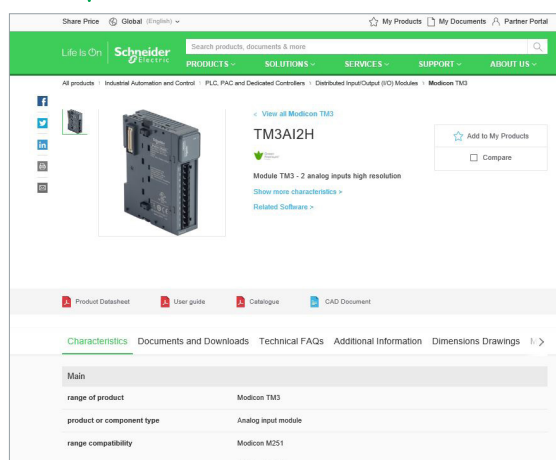 Share Price Global (English) My Products My Documents Partner Portal
Life Is On Schneider Electric
Search products, documents & more
PRODUCTS SOLUTIONS SERVICES SUPPORT ABOUT US
All products Industrial Automation and Control PLC, PAC and Dedicated Controllers Distributed Input/Output (I/O) Modules Modicon TM3
< View all Modicon TM3
TM3AI2H
Add to My Products
Compare
Module TM3 - 2 analog inputs high resolution
Show more characteristics >
Related Software >
Product Datasheet User guide Catalogue CAD Document
Characteristics Documents and Downloads Technical FAQs Additional Information Dimensions Drawings
Main
range of product Modicon TM3
product or component type Analog input module
range compatibility Modicon M251